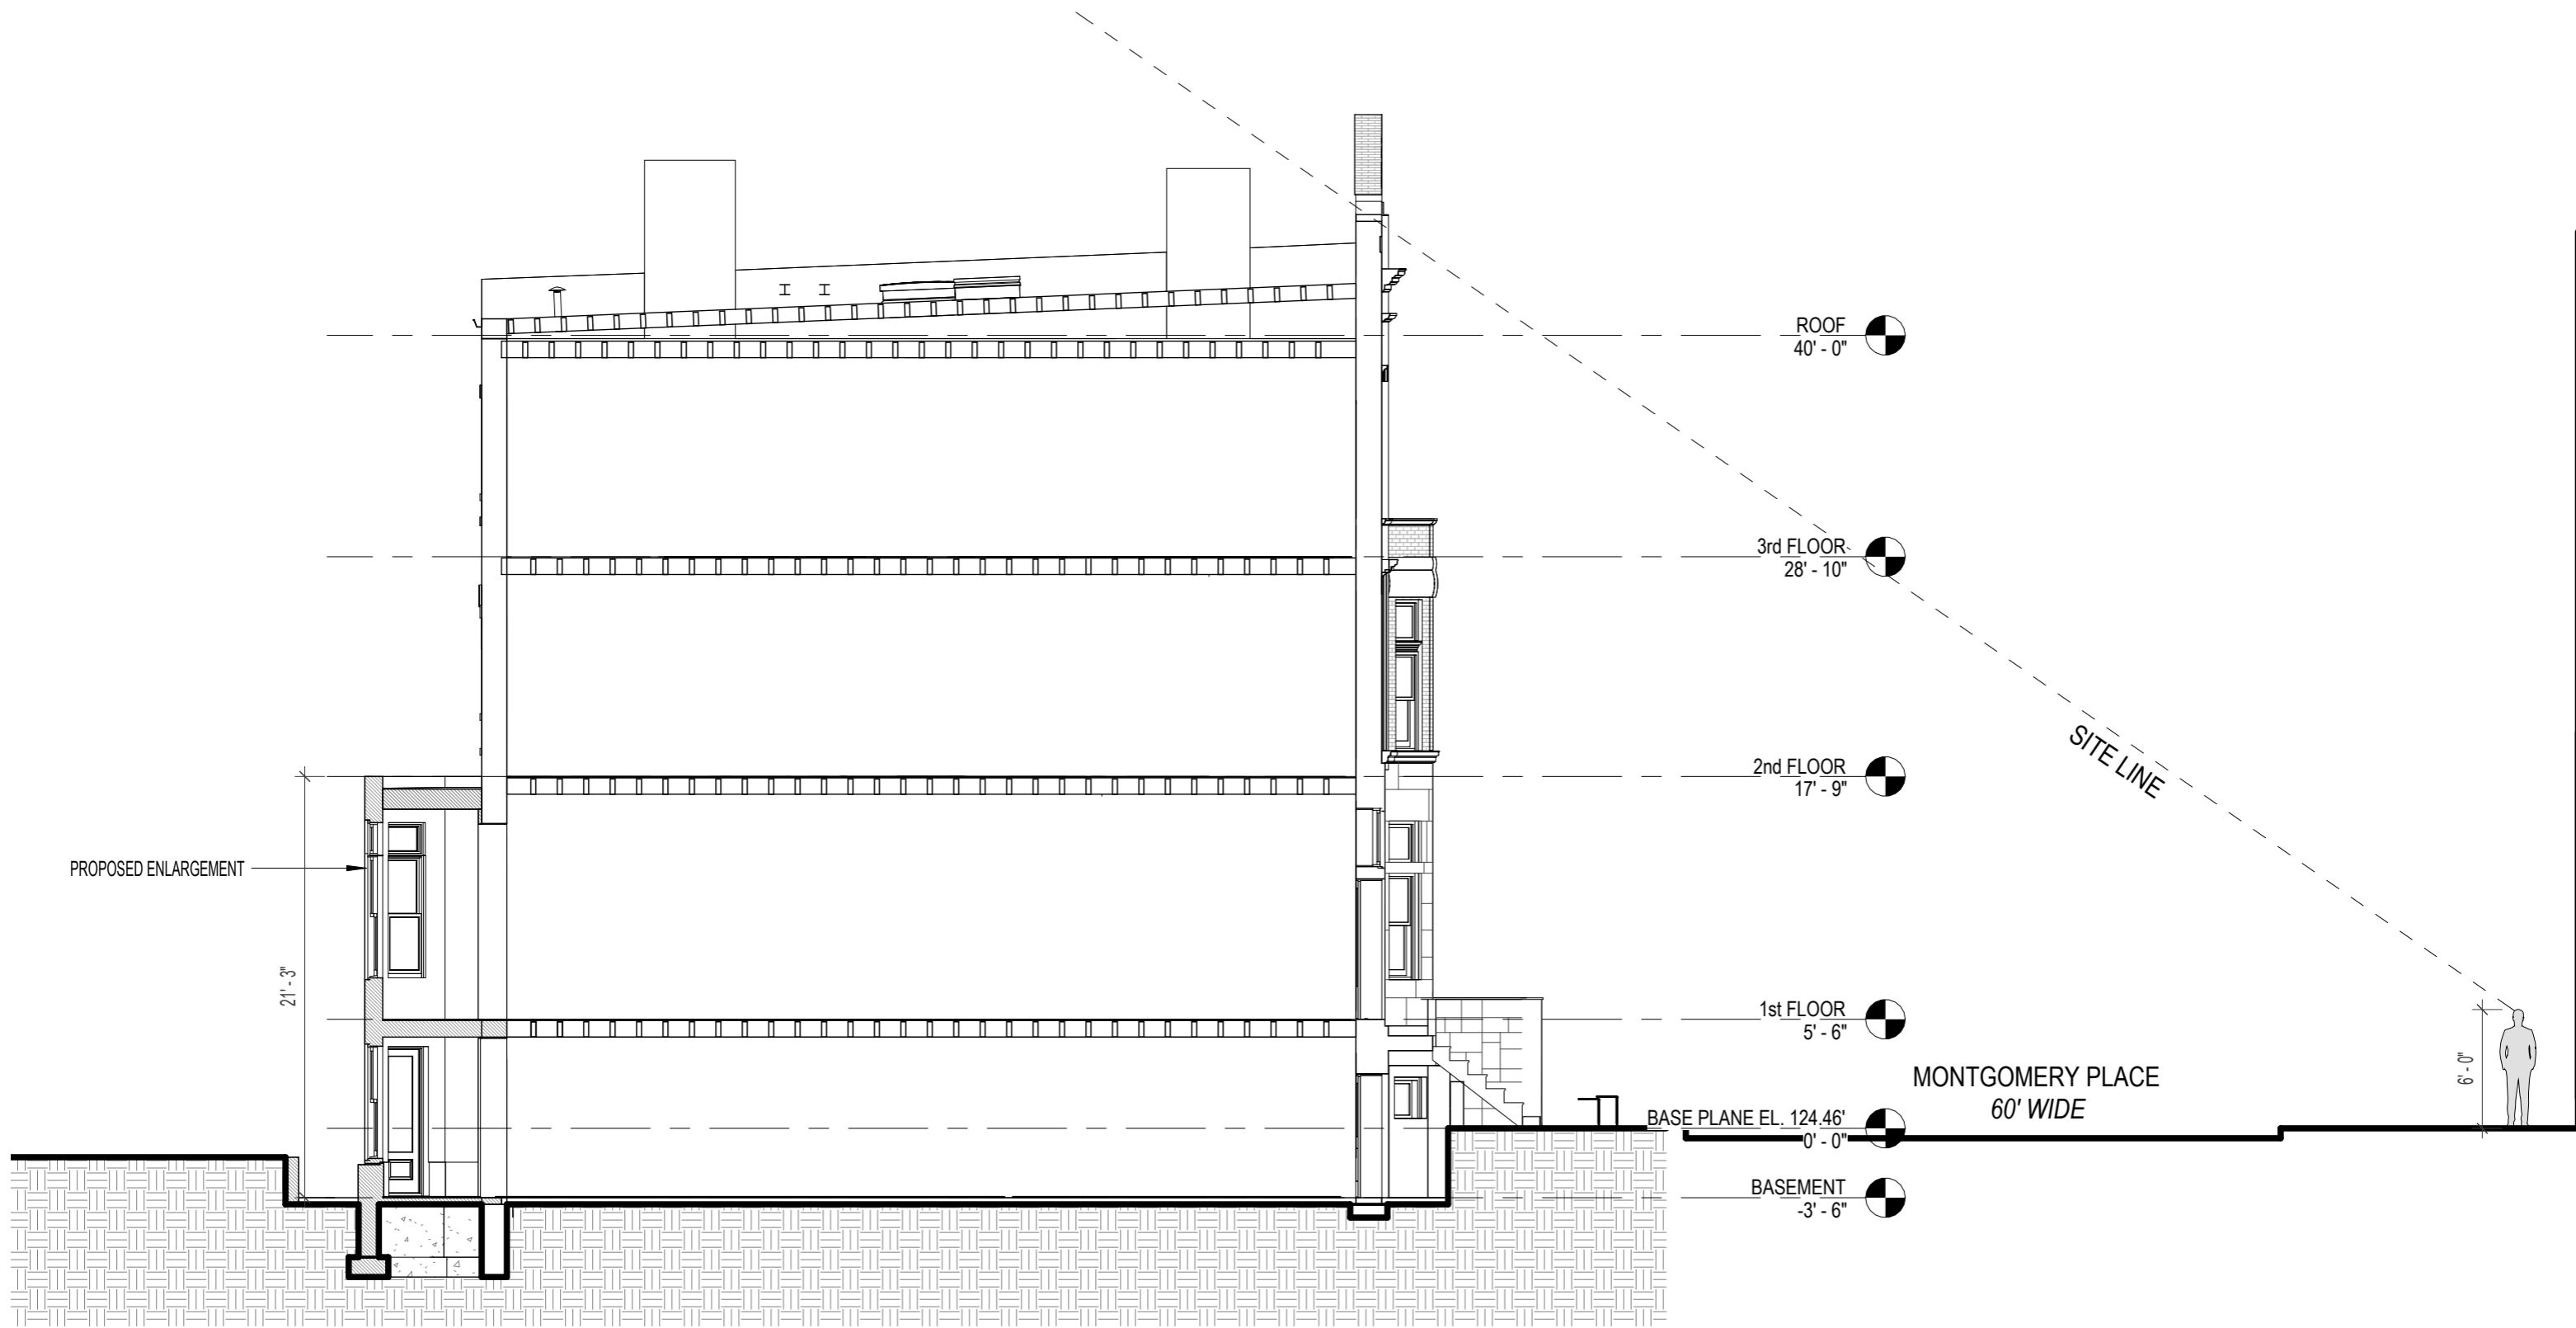 ROOF
40' - 0"
3rd FLOOR
28' - 10"
2nd FLOOR
17' - 9"
SITE LINE
PROPOSED ENLARGEMENT
21' - 3"
1st FLOOR
5' - 6"
6' - 0"
MONTGOMERY PLACE
60' WIDE
BASE PLANE EL. 124.46'
0' - 0"
BASEMENT
-3' - 6"